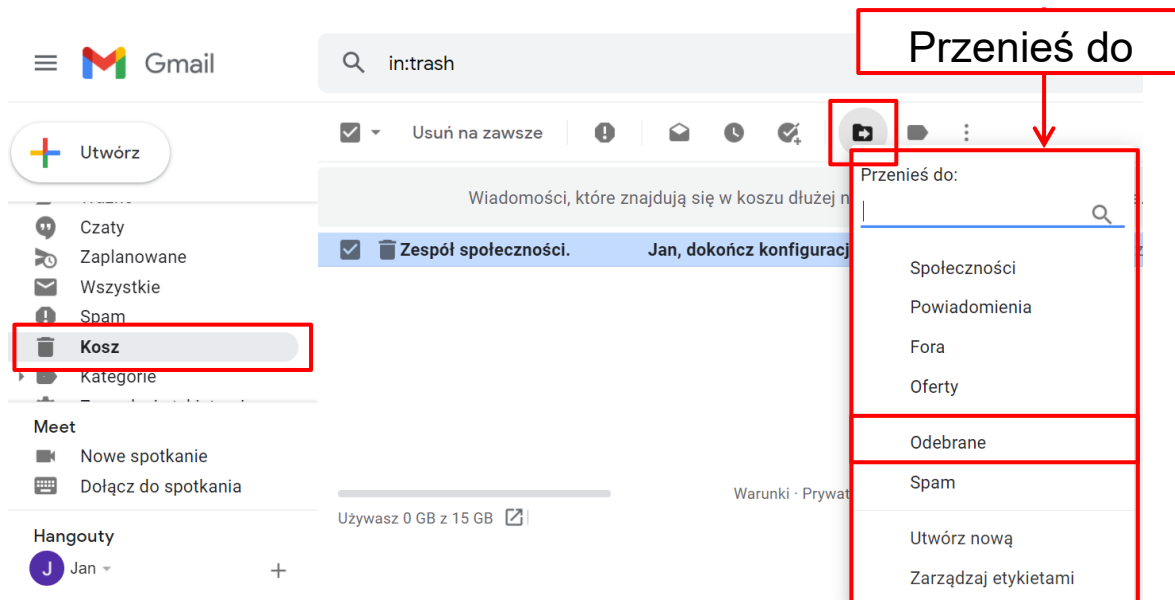 Przenieś do
Gmail
in:trash
Utwórz
Usuń na zawsze
Przenieś do:
Wiadomości, które znajdują się w koszu dłużej n
Czaty
Zaplanowane
Wszystkie
Spam
Kosz
Kategorie
Zespół społeczności. Jan, dokończ konfiguracj
Społeczności
Powiadomienia
Fora
Oferty
Odebrane
Spam
Utwórz nową
Zarządzaj etykietami
Meet
Nowe spotkanie
Dołącz do spotkania
Hangouty
J Jan
Warunki · Prywat
Używasz 0 GB z 15 GB